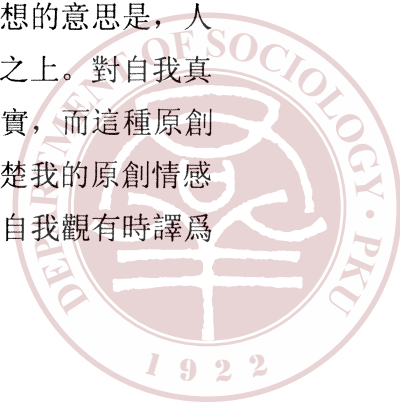 想的意思是，人
之上。對自我真
實，而這種原創
楚我的原創情感
自我觀有時譯爲
DEPARTMENT OF SOCIOLOGY · PKU
1922